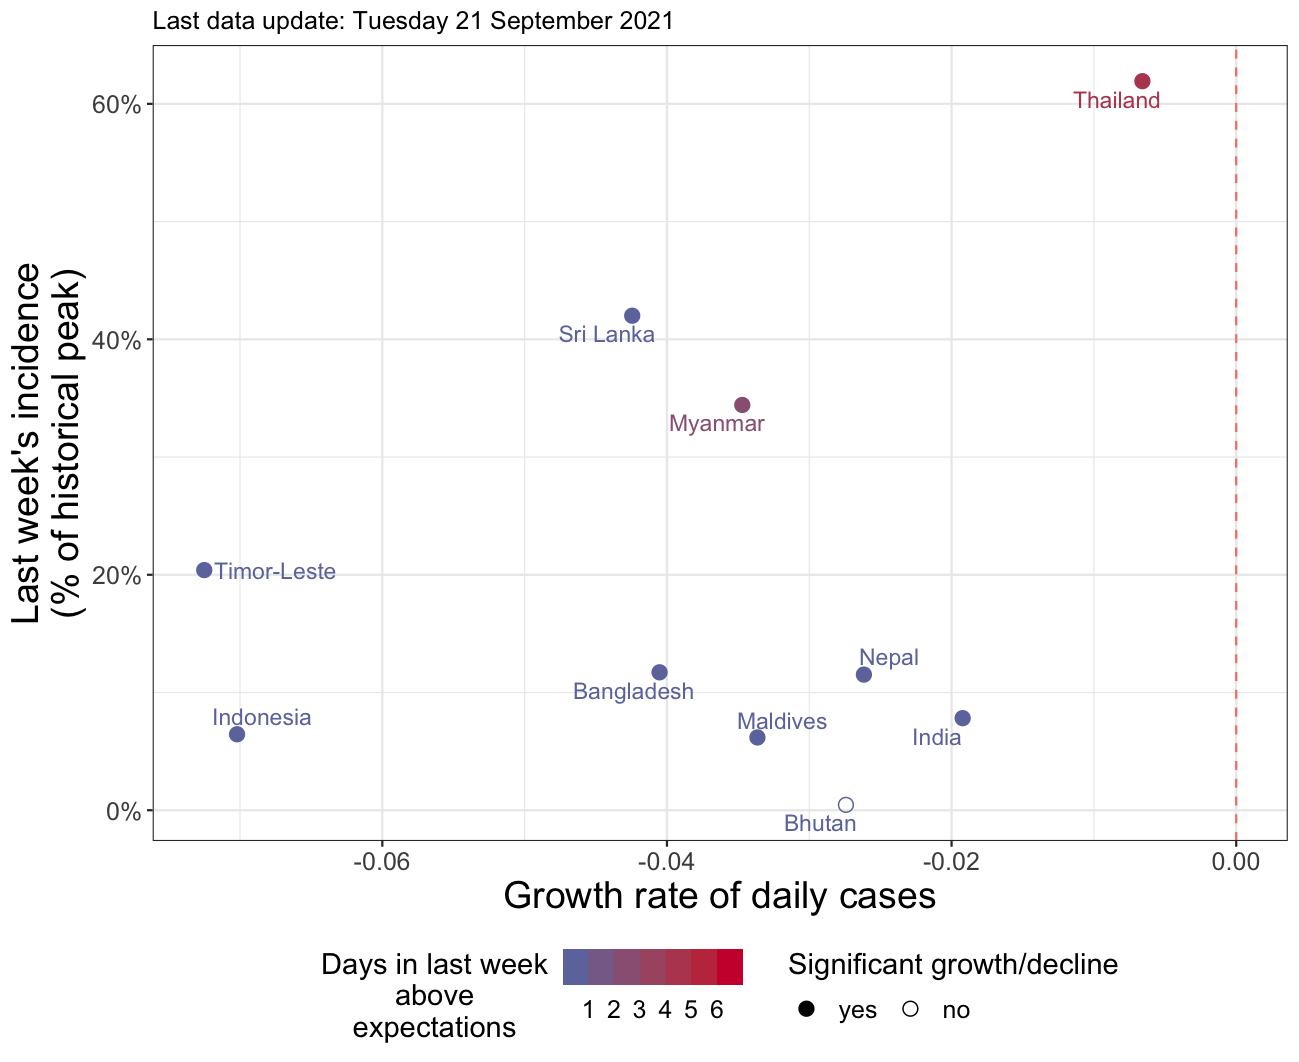 Last data update: Tuesday 21 September 2021
Last week's incidence
(% of historical peak)
60%
40%
20%
0%
Thailand
Sri Lanka
Myanmar
Timor-Leste
Nepal
Bangladesh
Indonesia
Maldives
India
Bhutan
-0.06
-0.04
-0.02
0.00
Growth rate of daily cases
Days in last week
above
expectations
1 2 3 4 5 6
Significant growth/decline
yes
no